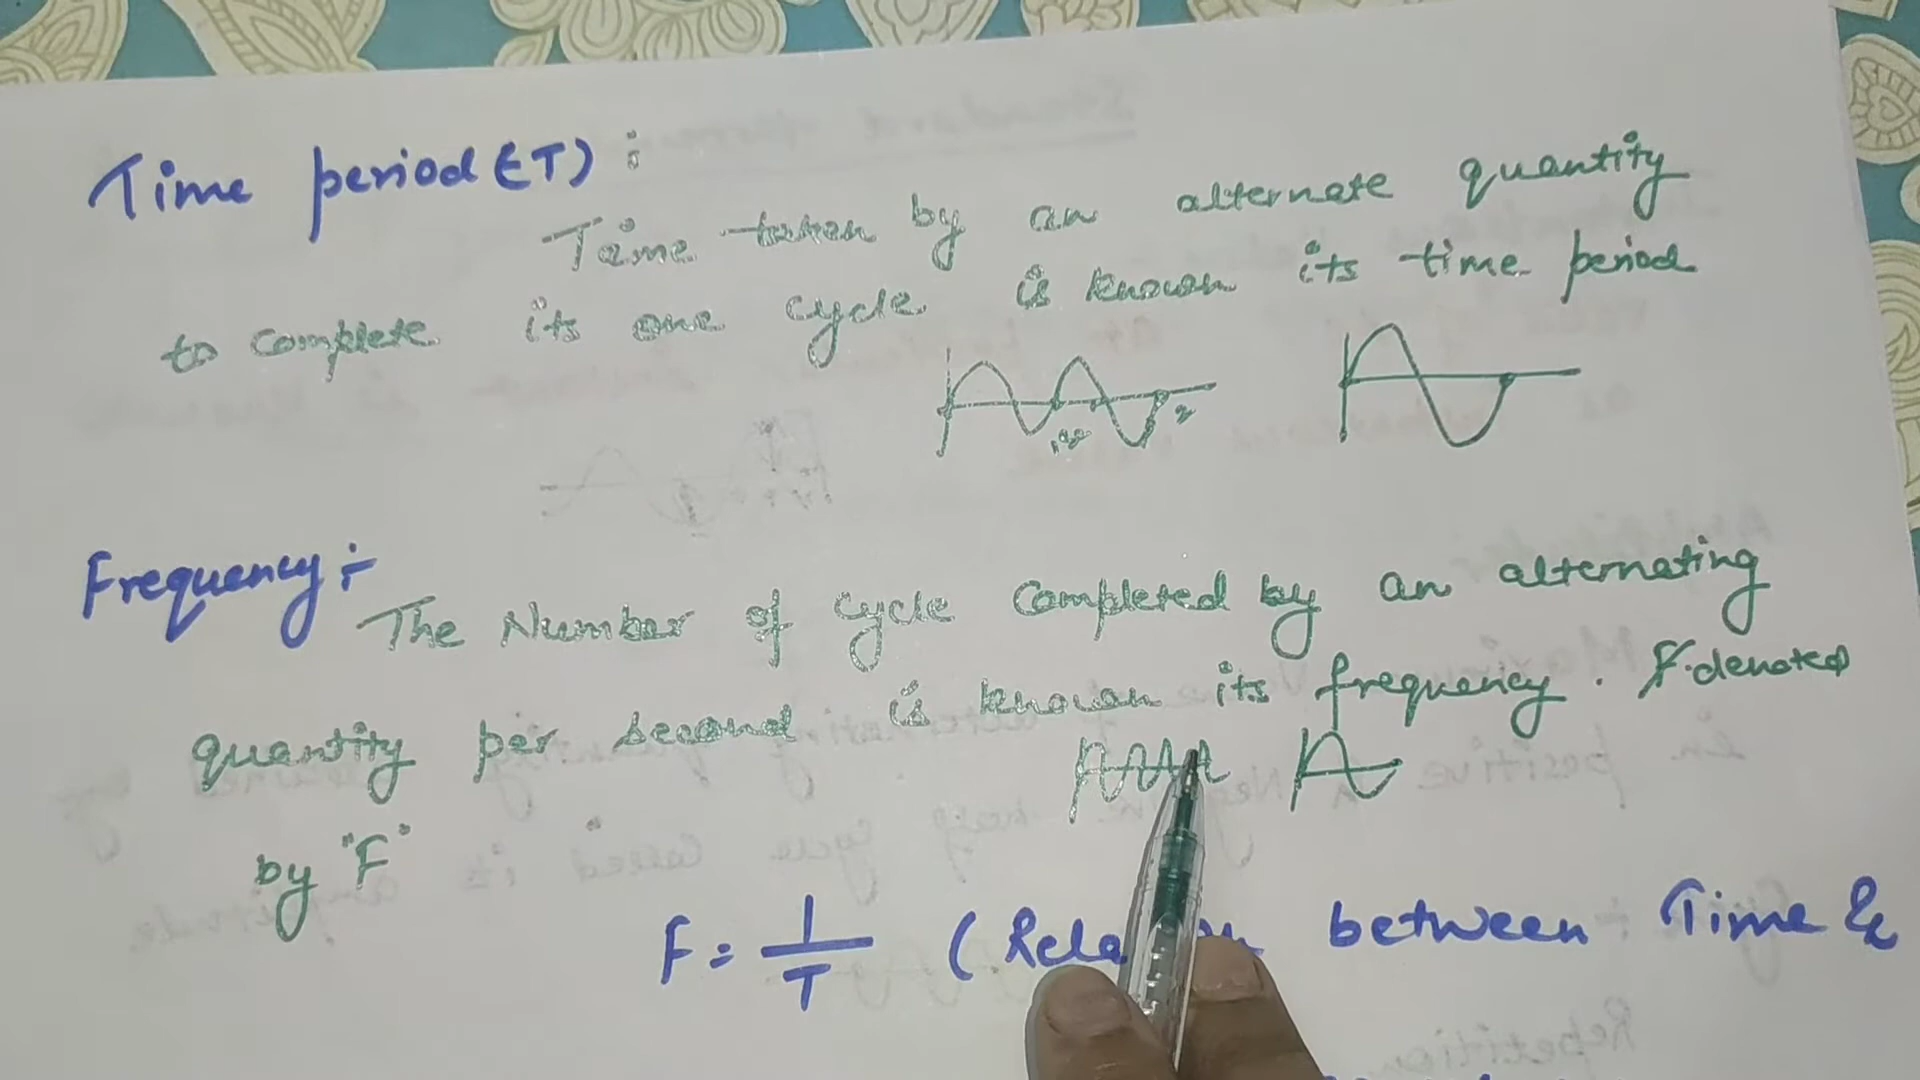 Time period (T) :
Time taken by an alternate quantity
to complete its one cycle is known its time period
Frequency :-
The Number of cycle completed by an alternating
quantity per second is known its frequency. F denoted
by "F"
F = 1/T ( between Time &